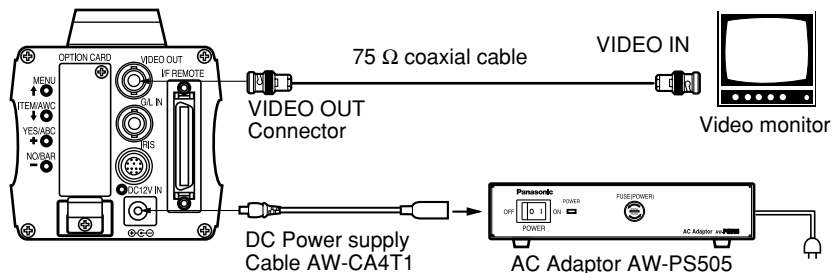 OPTION CARD
VIDEO OUT
I/F REMOTE
MENU
G/L IN
ITEM/AWC
YES/ABC
IRIS
NO/BAR
DC12V IN
75 Ω coaxial cable
VIDEO IN
VIDEO OUT
Connector
Video monitor
DC Power supply
Cable AW-CA4T1
Panasonic
POWER
FUSE(POWER)
OFF
ON
POWER
AC Adaptor AW-PS505
AC Adaptor AW-PS505